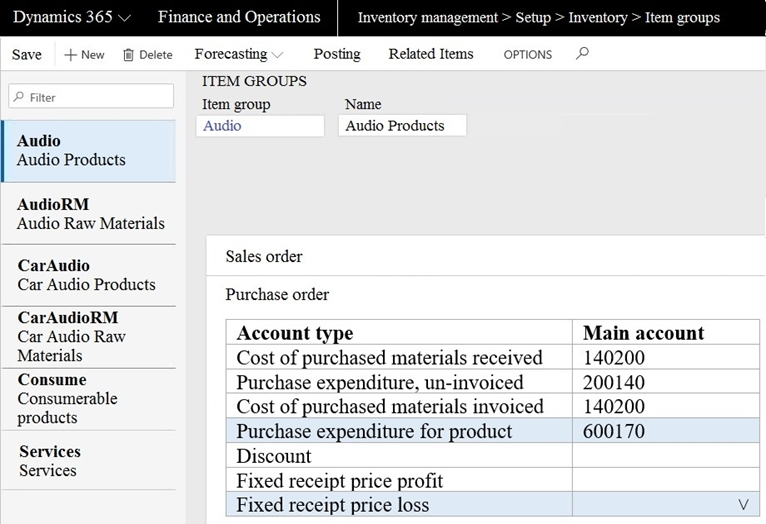 Dynamics 365 Finance and Operations Inventory management > Setup > Inventory > Item groups
Save + New Delete Forecasting Posting Related Items OPTIONS
Filter
Audio
Audio Products
AudioRM
Audio Raw Materials
CarAudio
Car Audio Products
CarAudioRM
Car Audio Raw
Materials
Consume
Consumerable
products
Services
Services
ITEM GROUPS
Item group Name
Audio Audio Products
Sales order
Purchase order
Account type Main account
Cost of purchased materials received 140200
Purchase expenditure, un-invoiced 200140
Cost of purchased materials invoiced 140200
Purchase expenditure for product 600170
Discount
Fixed receipt price profit
Fixed receipt price loss